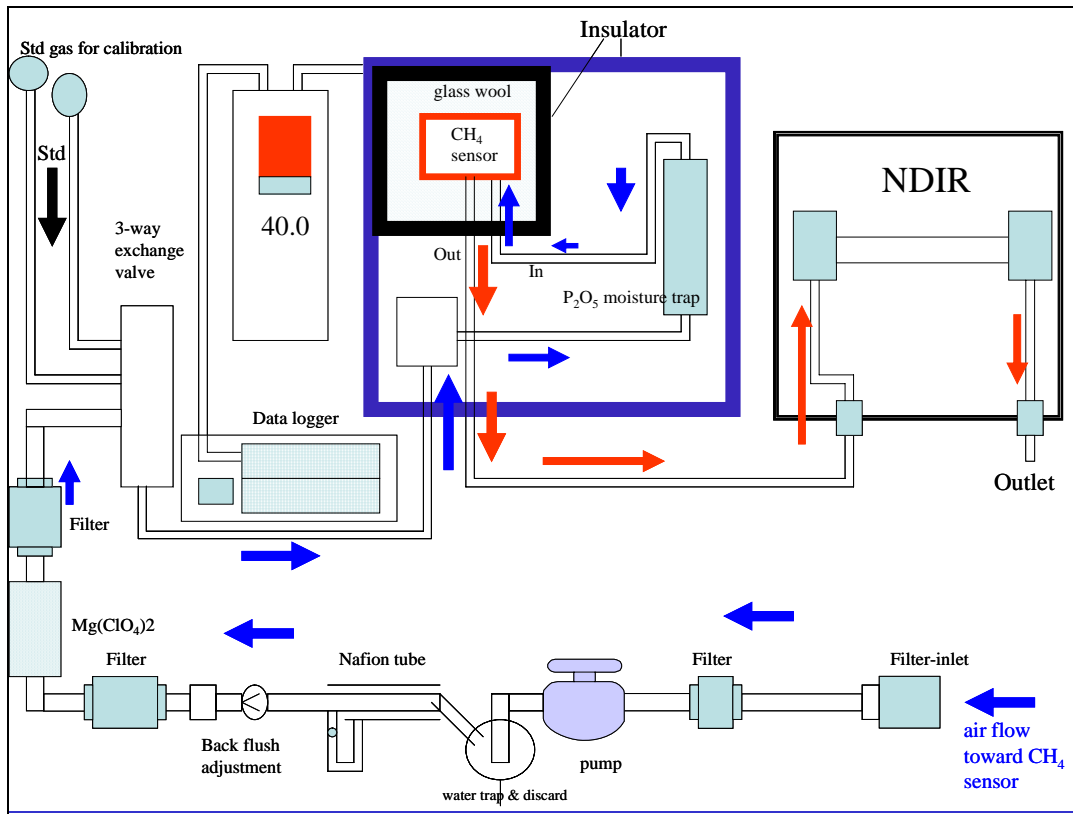 Insulator
Std gas for calibration
glass wool
CH₄
sensor
Std
NDIR
40.0
3-way
exchange
valve
Out
In
P₂O₅ moisture trap
Data logger
Outlet
Filter
Mg(ClO₄)2
Filter
Nafion tube
Filter
Filter-inlet
Back flush
adjustment
pump
water trap & discard
air flow
toward CH₄
sensor